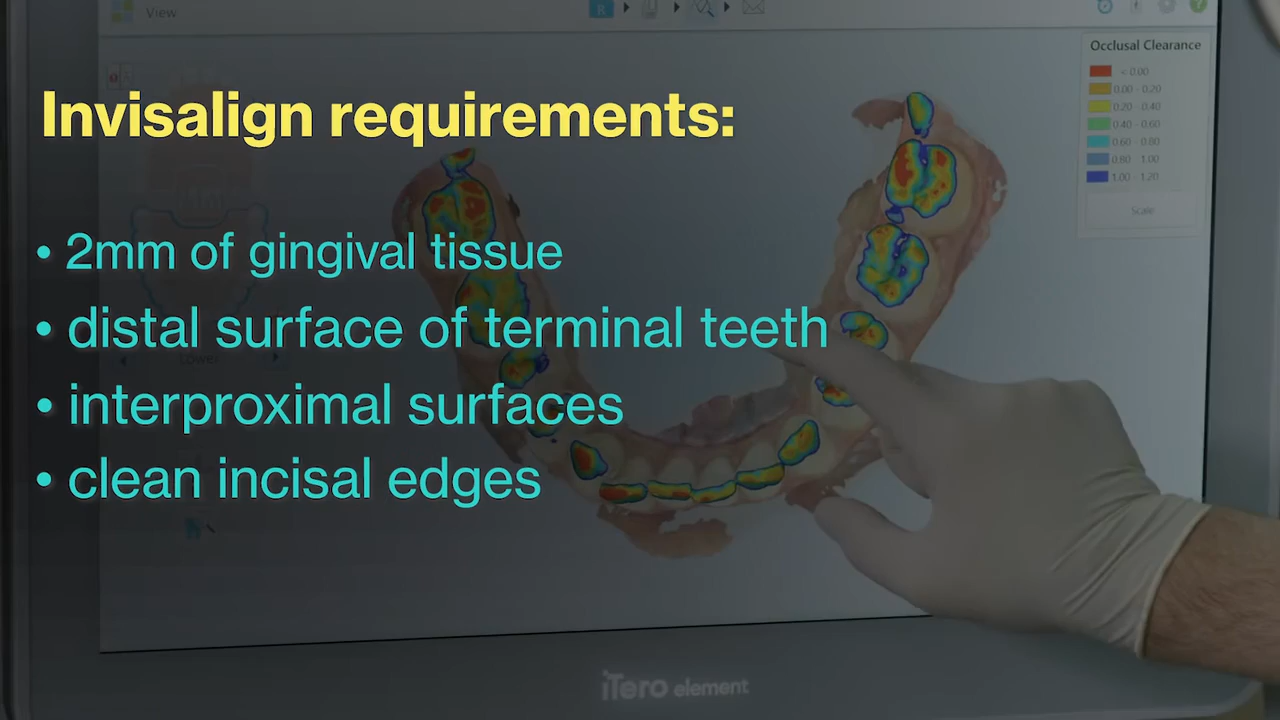 View
Occlusal Clearance
Invisalign requirements:
< 0.00
0.00 - 0.20
0.20 - 0.40
0.40 - 0.60
0.60 - 0.80
0.80 - 1.00
1.00 - 1.20
Scale
• 2mm of gingival tissue
• distal surface of terminal teeth
Lower
• interproximal surfaces
• clean incisal edges
iTero element